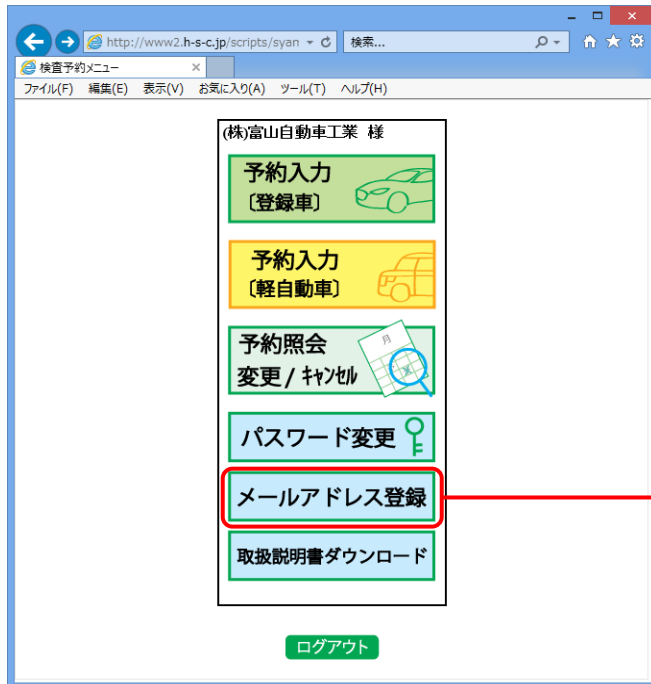 http://www2.h-s-c.jp/scripts/syan
検索...
検査予約メニュー
ファイル(F) 編集(E) 表示(V) お気に入り(A) ツール(T) ヘルプ(H)
(株)富山自動車工業 様
予約入力
〔登録車〕
予約入力
〔軽自動車〕
予約照会
月
変更 / ｷｬﾝｾﾙ
パスワード変更
メールアドレス登録
取扱説明書ダウンロード
ログアウト